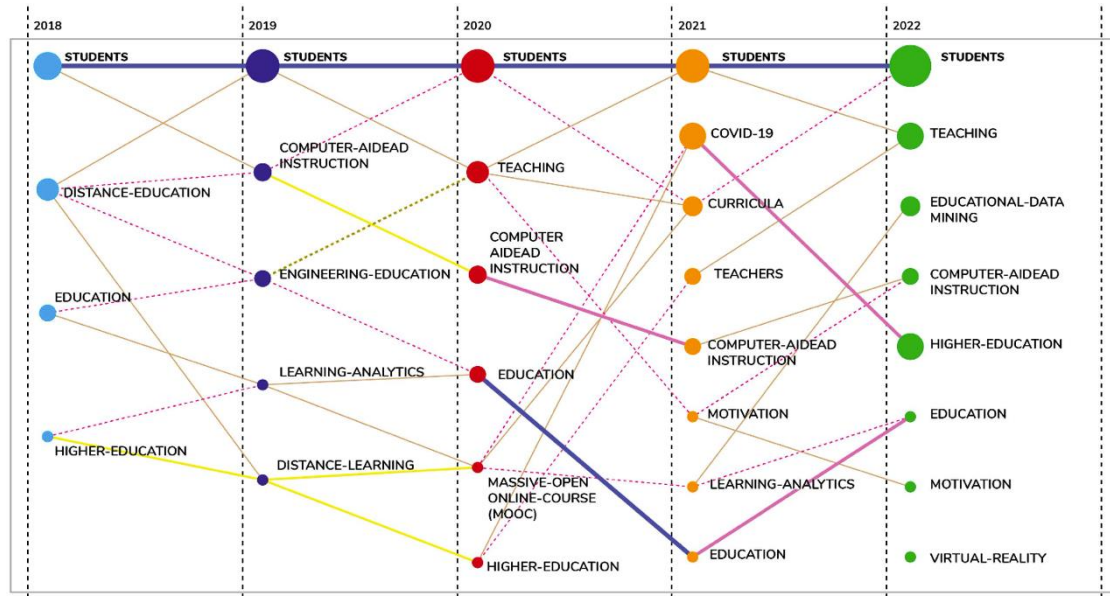 2018
2019
2020
2021
2022
STUDENTS
STUDENTS
STUDENTS
STUDENTS
STUDENTS
COVID-19
TEACHING
COMPUTER-AIDEAD
INSTRUCTION
TEACHING
DISTANCE-EDUCATION
CURRICULA
EDUCATIONAL-DATA
MINING
COMPUTER
AIDEAD
INSTRUCTION
ENGINEERING-EDUCATION
TEACHERS
COMPUTER-AIDEAD
INSTRUCTION
EDUCATION
COMPUTER-AIDEAD
INSTRUCTION
HIGHER-EDUCATION
LEARNING-ANALYTICS
EDUCATION
MOTIVATION
EDUCATION
HIGHER-EDUCATION
DISTANCE-LEARNING
MASSIVE-OPEN
ONLINE-COURSE
(MOOC)
LEARNING-ANALYTICS
MOTIVATION
HIGHER-EDUCATION
EDUCATION
VIRTUAL-REALITY